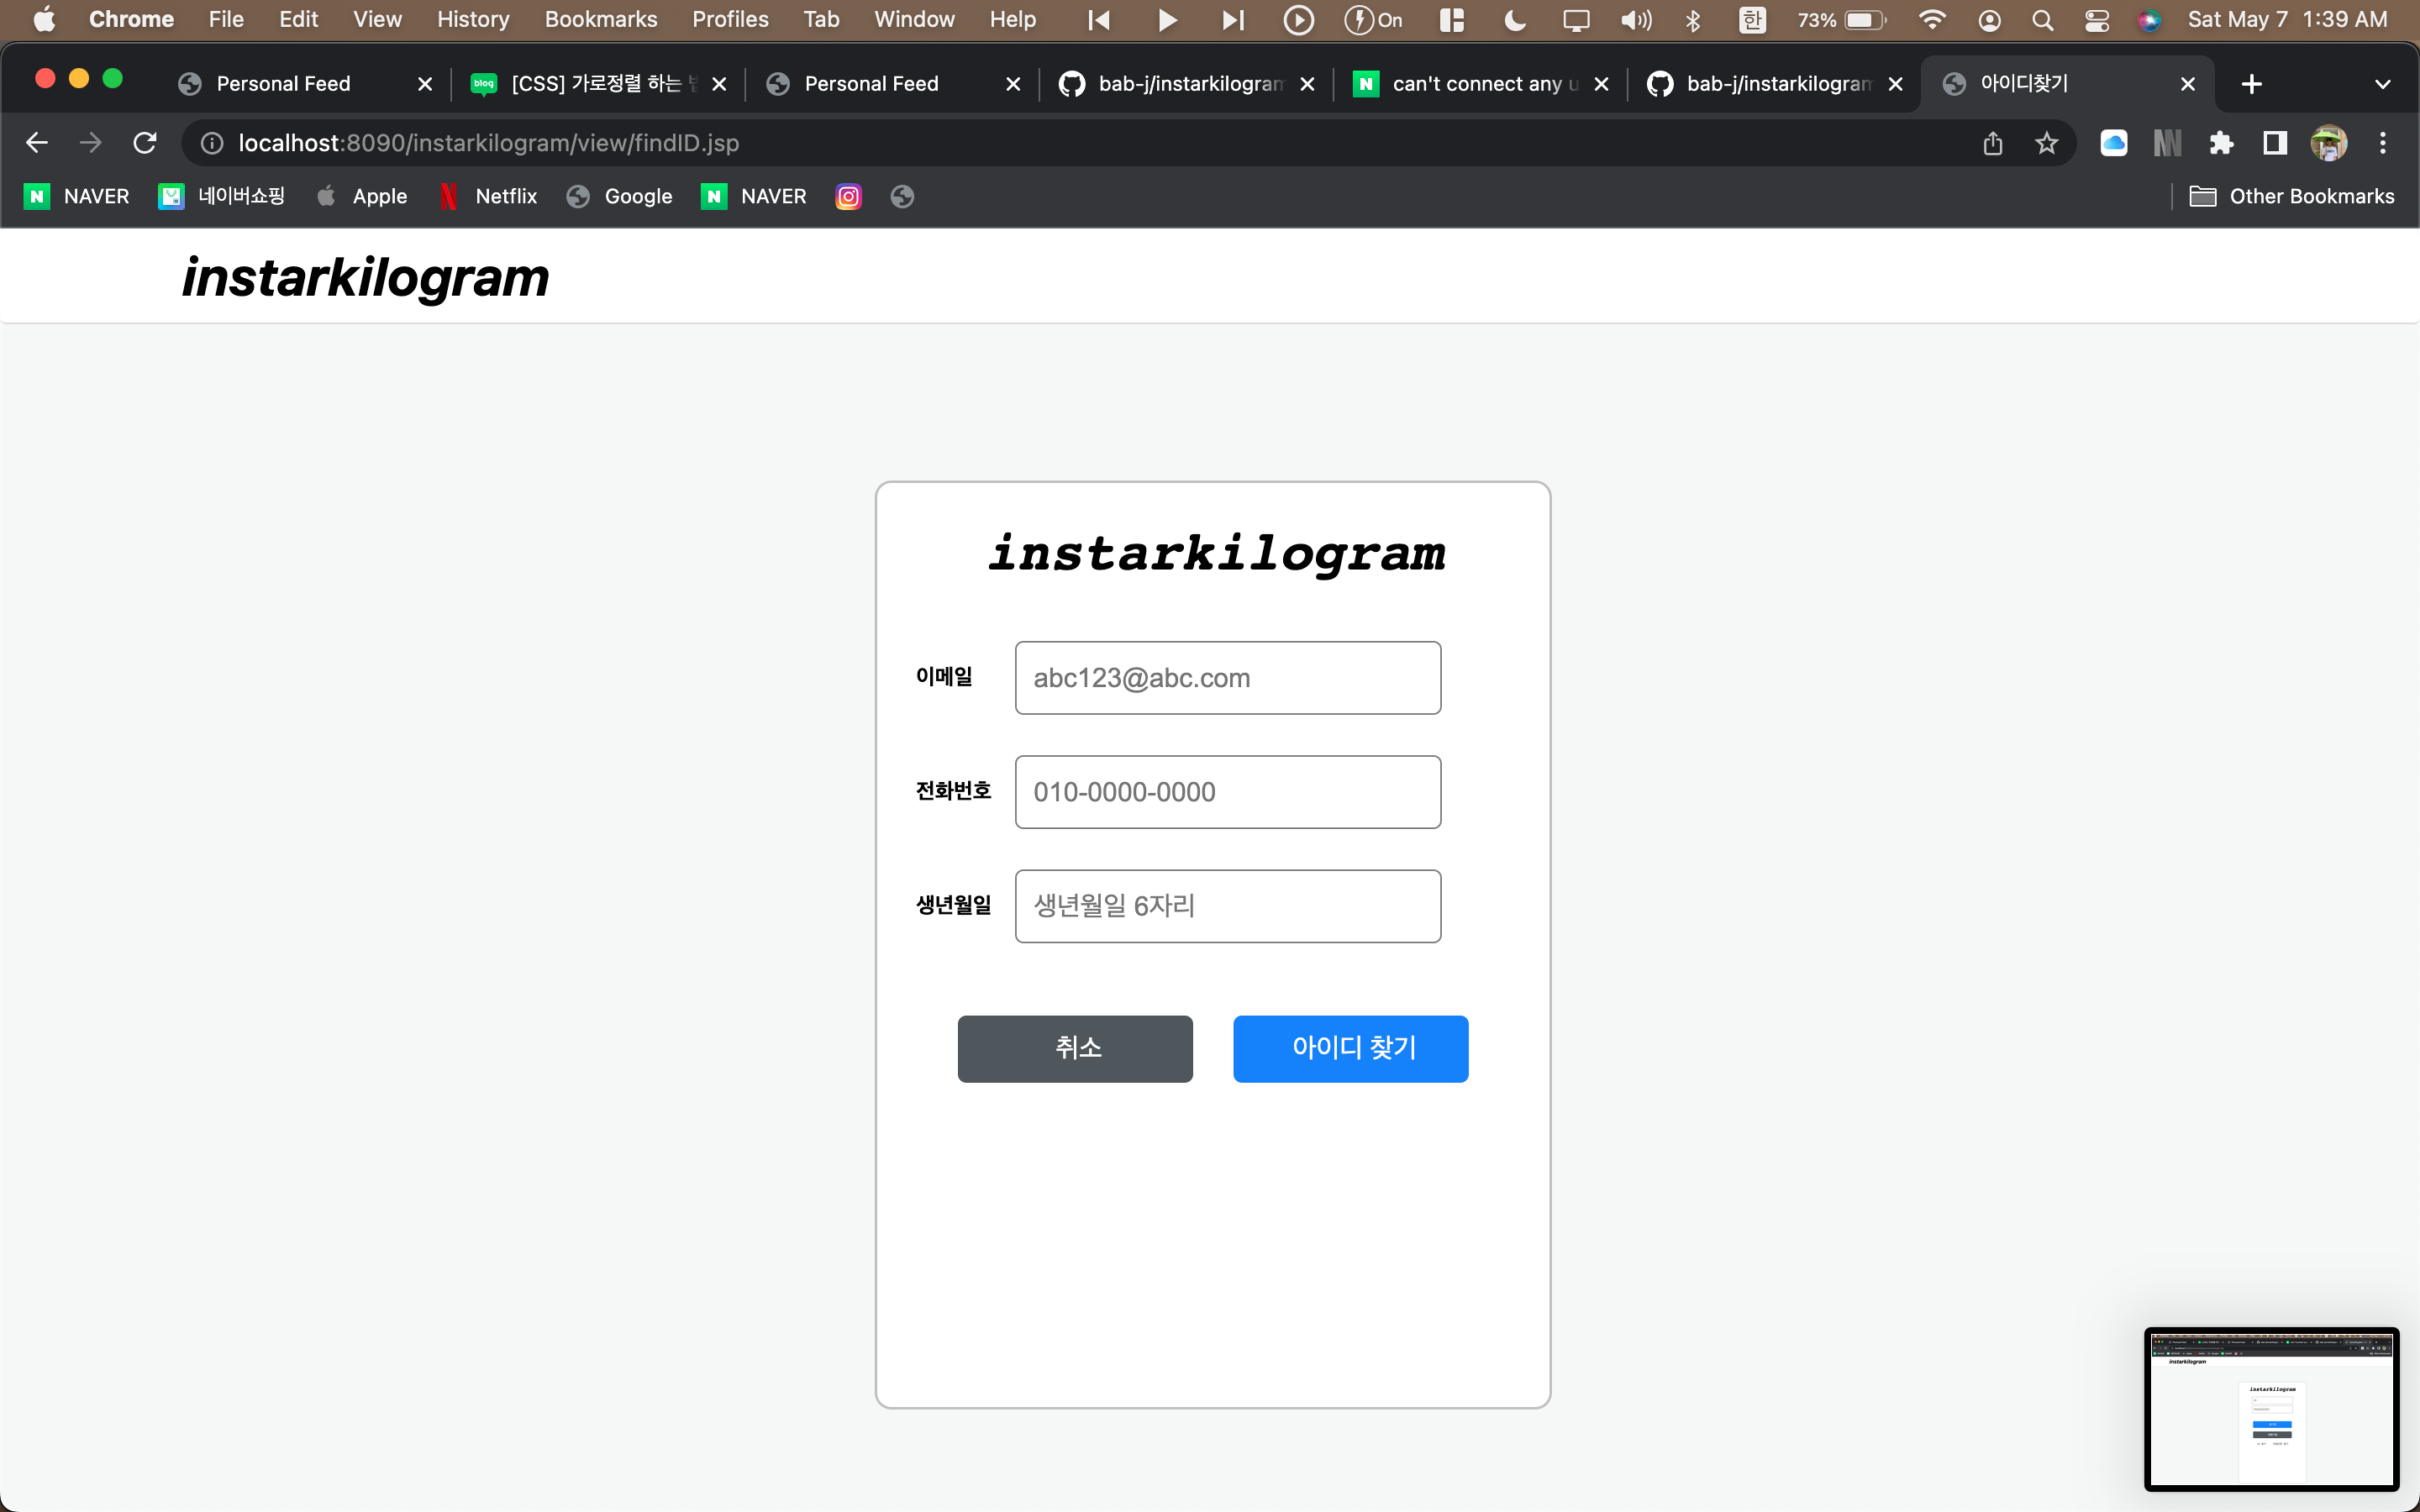 Chrome File Edit View History Bookmarks Profiles Tab Window Help On 한 73% Sat May 7 1:39 AM
Personal Feed blog [CSS] 가로정렬 하는 Personal Feed bab-j/instarkilogram N can't connect any u bab-j/instarkilogram 아이디찾기
localhost:8090/instarkilogram/view/findID.jsp
N NAVER 네이버쇼핑 Apple Netflix Google N NAVER Other Bookmarks
instarkilogram
instarkilogram
이메일 abc123@abc.com
전화번호 010-0000-0000
생년월일 생년월일 6자리
취소 아이디 찾기
instarkilogram
instarkilogram